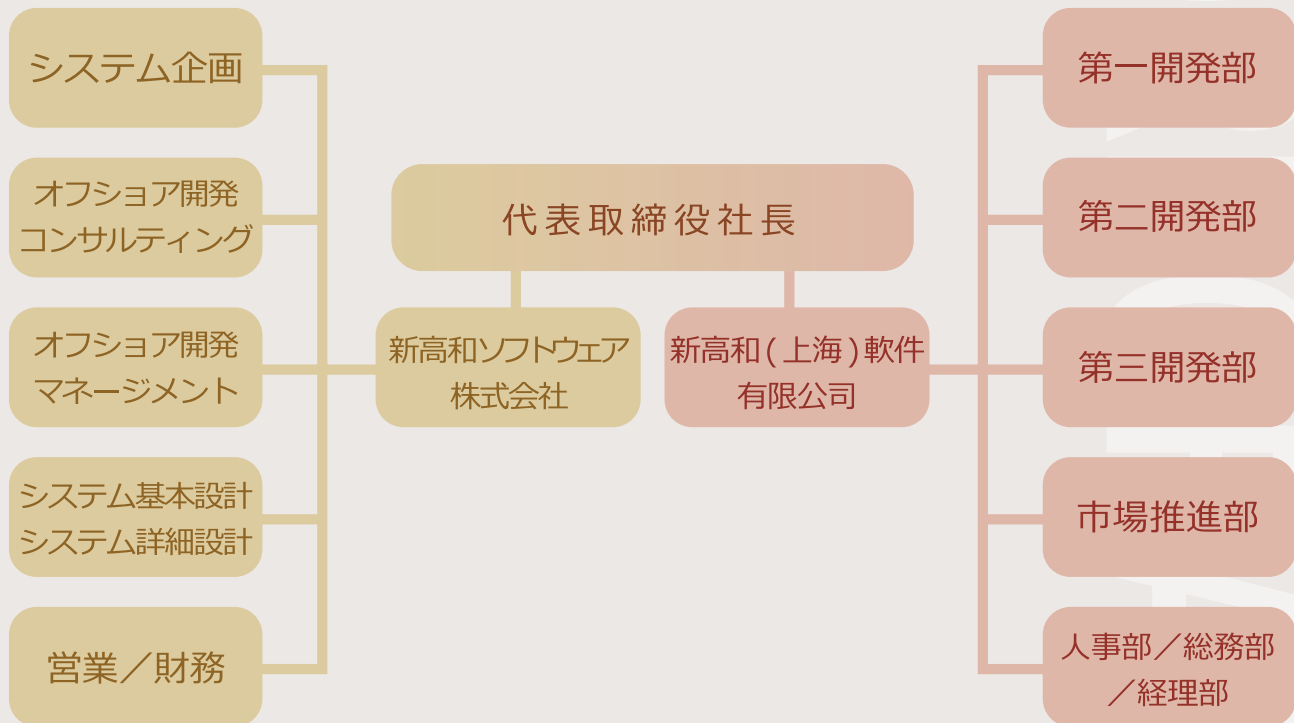 システム企画
オフショア開発
コンサルティング
オフショア開発
マネージメント
システム基本設計
システム詳細設計
営業／財務
代表取締役社長
新高和ソフトウェア
株式会社
新高和(上海)軟件
有限公司
第一開発部
第二開発部
第三開発部
市場推進部
人事部／総務部
／経理部